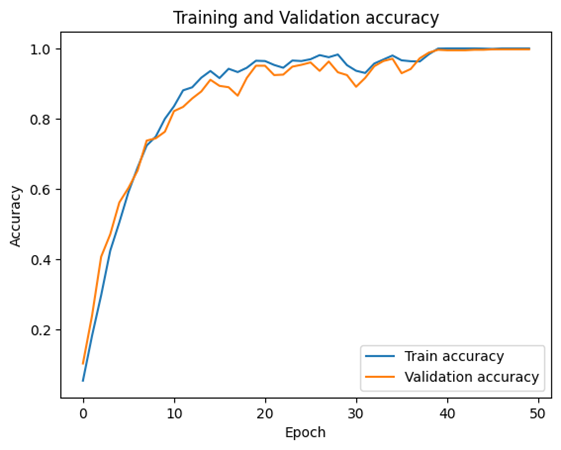 Training and Validation accuracy
1.0
0.8
0.6
0.4
0.2
Accuracy
0 10 20 30 40 50
Epoch
Train accuracy
Validation accuracy